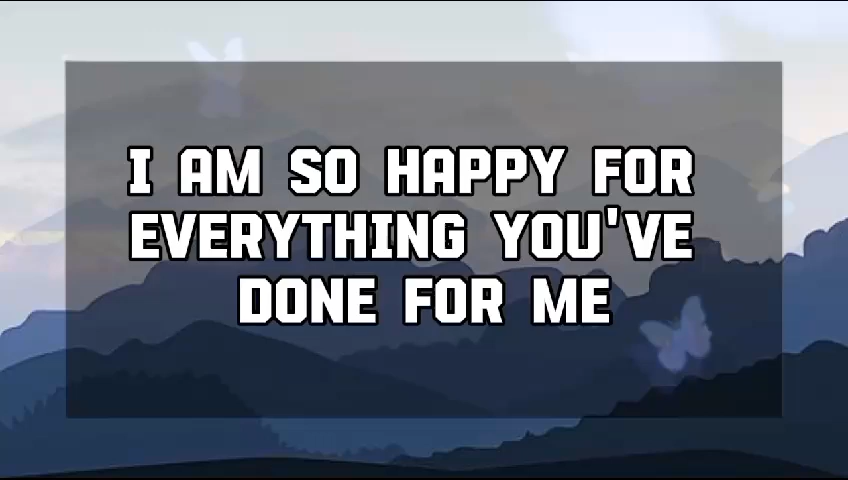 I AM SO HAPPY FOR
EVERYTHING YOU'VE
DONE FOR ME